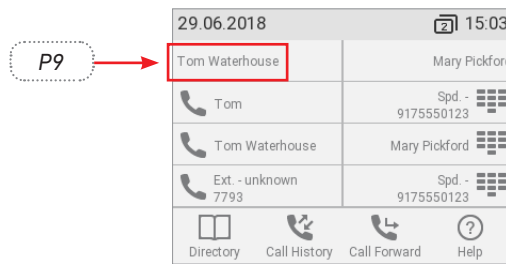 29.06.2018 2 15:03
P9
Tom Waterhouse Mary Pickford
Tom Spd. -
9175550123
Tom Waterhouse Mary Pickford
Ext. - unknown Spd. -
7793 9175550123
Directory Call History Call Forward ? Help